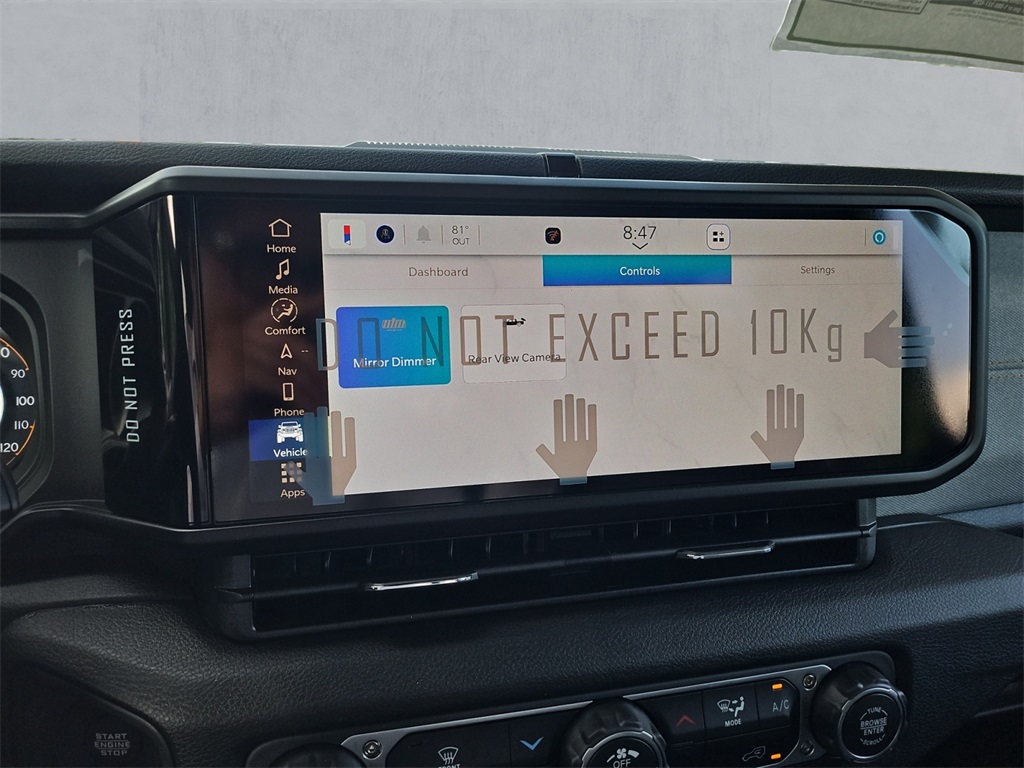 81°
OUT
8:47
Home
Dashboard
Controls
Settings
Media
Comfort
Nav
Phone
Vehicle
Apps
Mirror Dimmer
Rear View Camera
DO NOT EXCEED 10Kg
DO NOT PRESS
90
100
110
120
START
ENGINE
STOP
FRONT
OFF
MODE
A/C
TUNE
BROWSE
ENTER
SCROLL